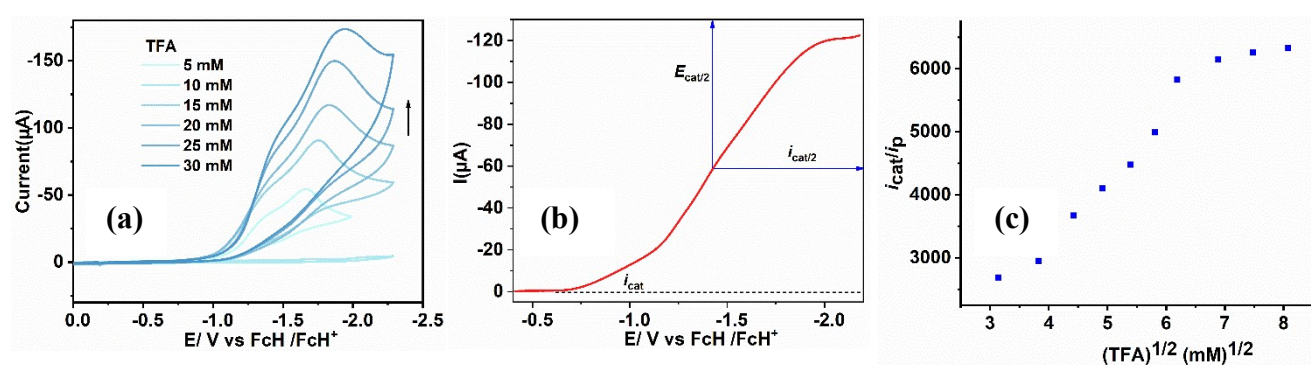 TFA
5 mM
10 mM
15 mM
20 mM
25 mM
30 mM
(a)
Current(μA)
-150
-100
-50
0
0.0 -0.5 -1.0 -1.5 -2.0 -2.5
E/ V vs FcH /FcH⁺
(b)
I(μA)
-120
-100
-80
-60
-40
-20
0
E_cat/2
i_cat/2
i_cat
-0.5 -1.0 -1.5 -2.0
E/ V vs FcH /FcH⁺
(c)
i_cat/i_p
6000
5000
4000
3000
3 4 5 6 7 8
(TFA)^1/2 (mM)^1/2